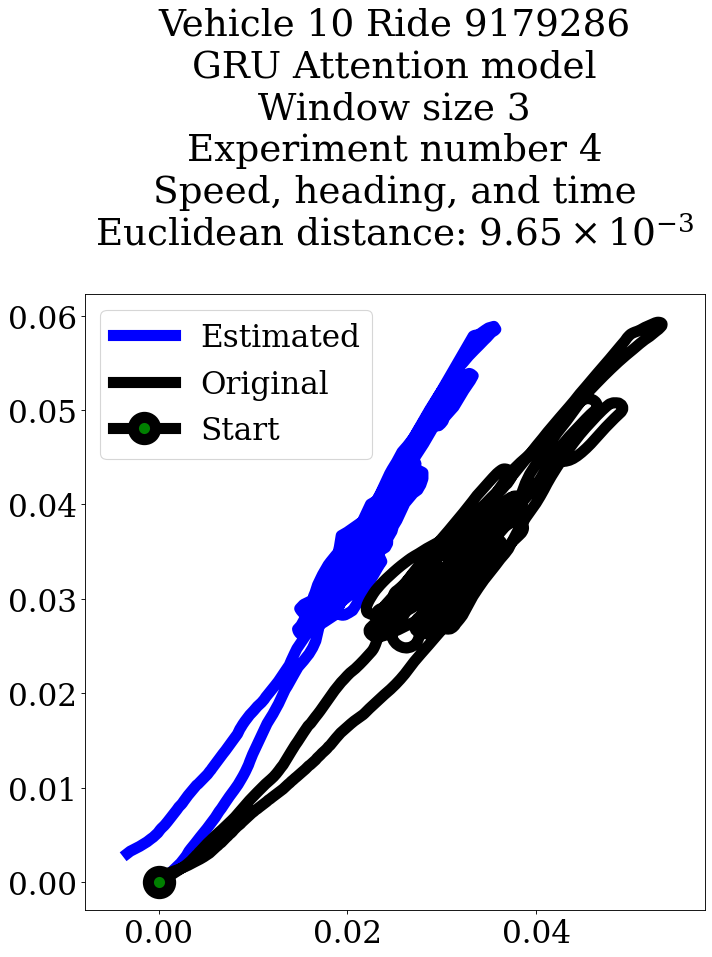 Vehicle 10 Ride 9179286
GRU Attention model
Window size 3
Experiment number 4
Speed, heading, and time
Euclidean distance: 9.65 × 10⁻³
0.06
0.05
0.04
0.03
0.02
0.01
0.00
Estimated
Original
Start
0.00 0.02 0.04